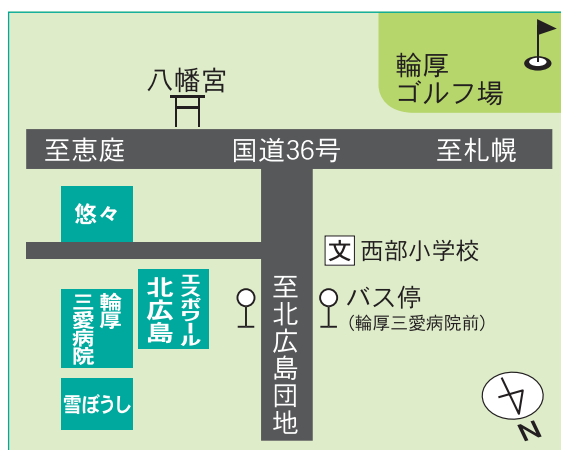 輪厚
ゴルフ場
八幡宮
至恵庭
国道36号
至札幌
悠々
文
西部小学校
エスポワール
北広島
輪厚
三愛病院
至北広島団地
バス停
(輪厚三愛病院前)
雪ぼうし
N